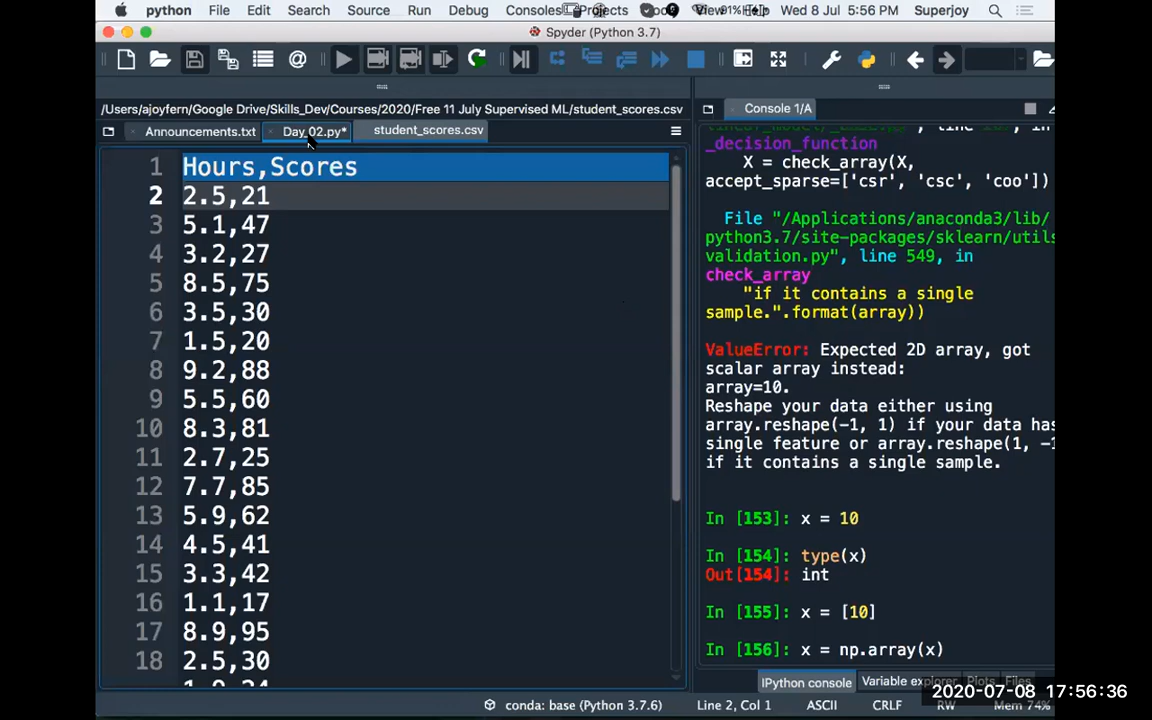 python File Edit Search Source Run Debug Consoles Projects View 91% Help Wed 8 Jul 5:56 PM Superjoy
Spyder (Python 3.7)
/Users/ajoyfern/Google Drive/Skills_Dev/Courses/2020/Free 11 July Supervised ML/student_scores.csv
Announcements.txt Day_02.py* student_scores.csv
1 Hours,Scores
2 2.5,21
3 5.1,47
4 3.2,27
5 8.5,75
6 3.5,30
7 1.5,20
8 9.2,88
9 5.5,60
10 8.3,81
11 2.7,25
12 7.7,85
13 5.9,62
14 4.5,41
15 3.3,42
16 1.1,17
17 8.9,95
18 2.5,30
Console 1/A
_decision_function
X = check_array(X,
accept_sparse=['csr', 'csc', 'coo'])
File "/Applications/anaconda3/lib/
python3.7/site-packages/sklearn/utils
validation.py", line 549, in
check_array
"if it contains a single
sample.".format(array))
ValueError: Expected 2D array, got
scalar array instead:
array=10.
Reshape your data either using
array.reshape(-1, 1) if your data has
single feature or array.reshape(1, -1
if it contains a single sample.
In [153]: x = 10
In [154]: type(x)
Out[154]: int
In [155]: x = [10]
In [156]: x = np.array(x)
IPython console Variable explorer Plots Files
2020-07-08 17:56:36
conda: base (Python 3.7.6) Line 2, Col 1 ASCII CRLF RW Mem 74%